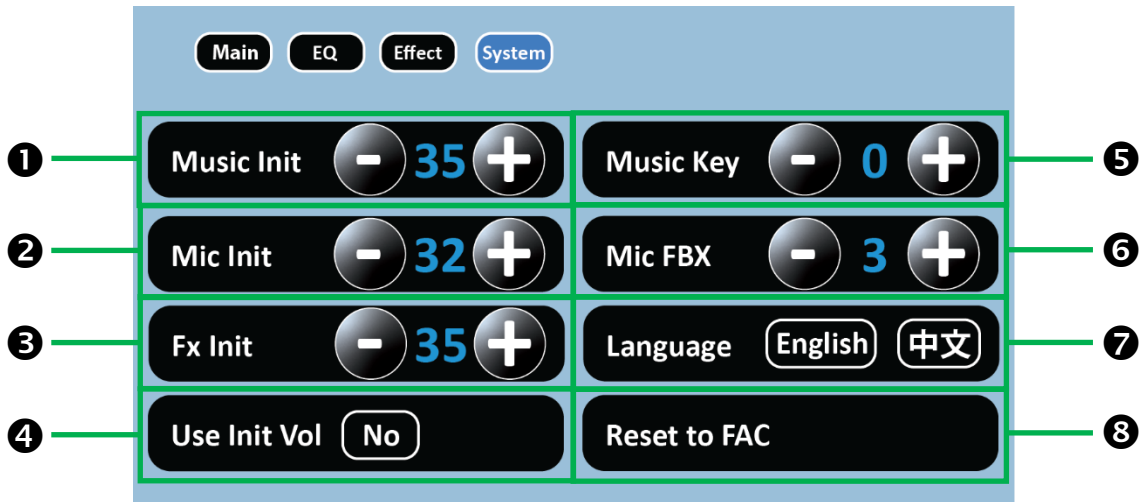 Main EQ Effect System
❶ Music Init - 35 + Music Key - 0 + ❺
❷ Mic Init - 32 + Mic FBX - 3 + ❻
❸ Fx Init - 35 + Language English 中文 ❼
❹ Use Init Vol No Reset to FAC ❽